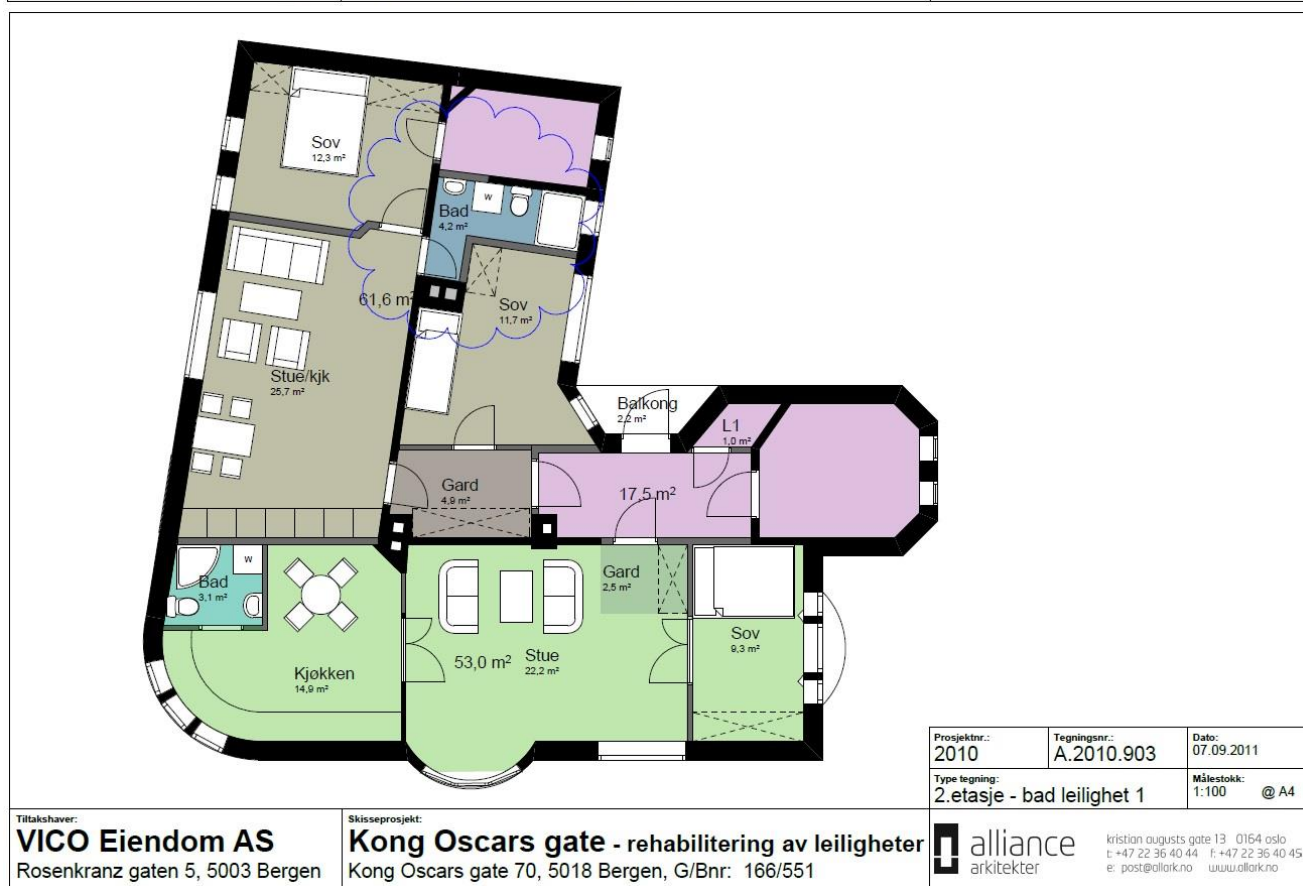 Sov
12,3 m²
Bad
4,2 m²
W
61,6 m²
Sov
11,7 m²
Stue/kjk
25,7 m²
Balkong
2,2 m²
L1
1,0 m²
Gard
4,9 m²
17,5 m²
W
Bad
3,1 m²
Gard
2,5 m²
Sov
9,3 m²
53,0 m²
Stue
22,2 m²
Kjøkken
14,9 m²
Prosjektnr.:
2010
Tegningsnr.:
A.2010.903
Dato:
07.09.2011
Type tegning:
2.etasje - bad leilighet 1
Målestokk:
1:100 @ A4
Tiltakshaver:
VICO Eiendom AS
Rosenkranz gaten 5, 5003 Bergen
Skisseprosjekt:
Kong Oscars gate - rehabilitering av leiligheter
Kong Oscars gate 70, 5018 Bergen, G/Bnr: 166/551
alliance
arkitekter
kristian augusts gate 13 0164 oslo
t: +47 22 36 40 44 f: +47 22 36 40 45
e: post@allark.no www.allark.no